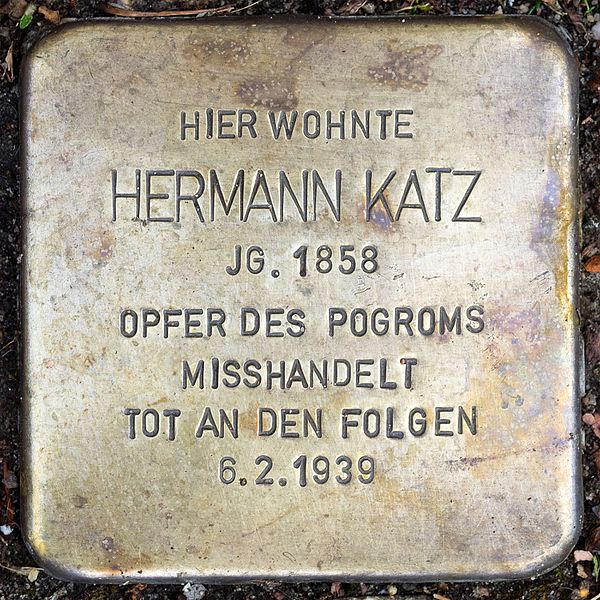 HIER WOHNTE
HERMANN KATZ
JG. 1858
OPFER DES POGROMS
MISSHANDELT
TOT AN DEN FOLGEN
6.2.1939